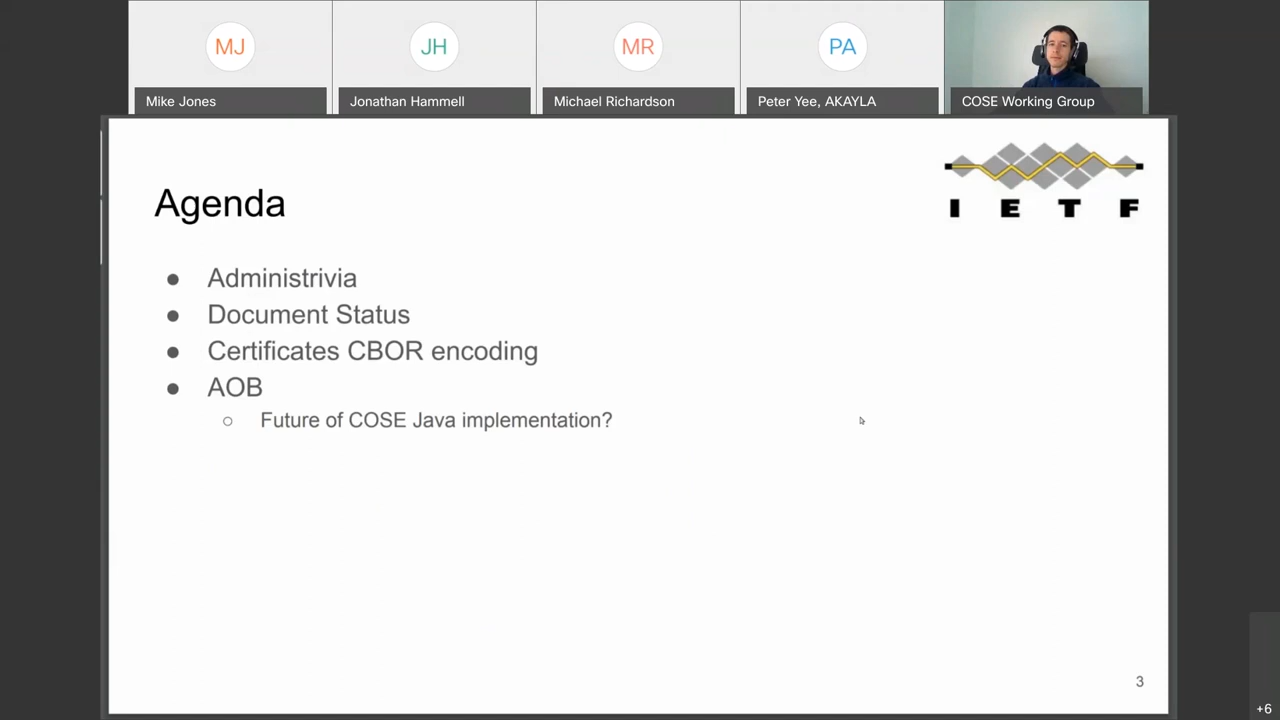 MJ
JH
MR
PA
Mike Jones
Jonathan Hammell
Michael Richardson
Peter Yee, AKAYLA
COSE Working Group
I E T F
Agenda
● Administrivia
● Document Status
● Certificates CBOR encoding
● AOB
○ Future of COSE Java implementation?
3
+6